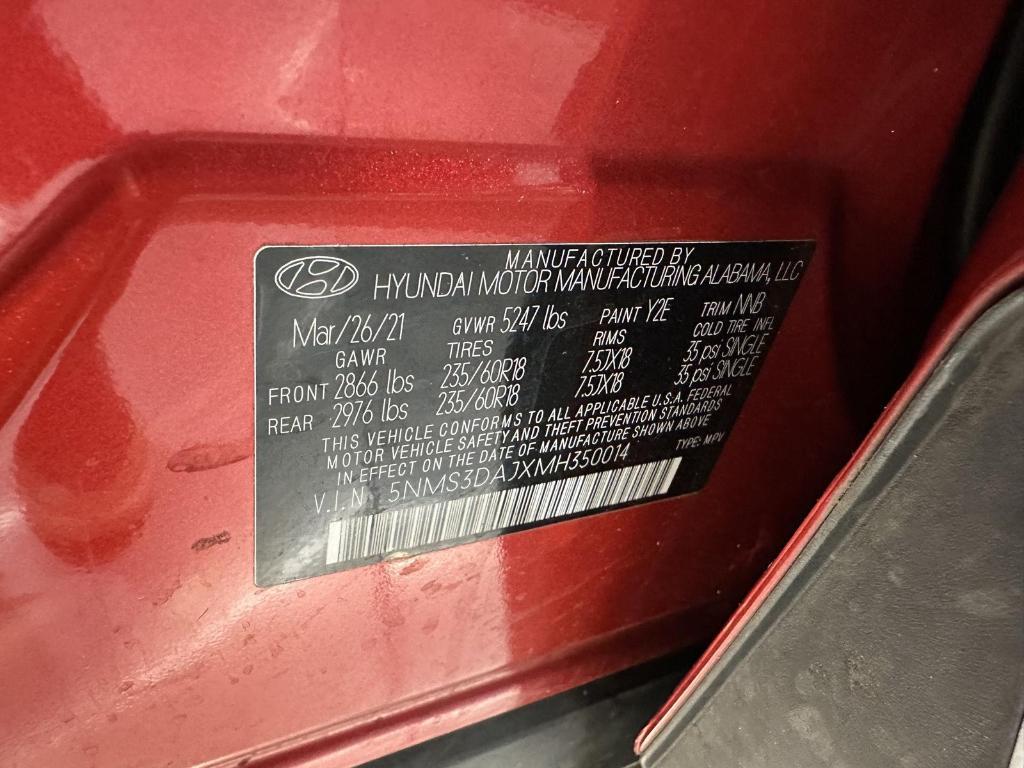 MANUFACTURED BY
HYUNDAI MOTOR MANUFACTURING ALABAMA, LLC
Mar/26/21 GVWR 5247 lbs PAINT Y2E TRIM NNB
GAWR TIRES RIMS COLD TIRE INFL
FRONT 2866 lbs 235/60R18 7.5JX18 35 psi SINGLE
REAR 2976 lbs 235/60R18 7.5JX18 35 psi SINGLE
THIS VEHICLE CONFORMS TO ALL APPLICABLE U.S.A. FEDERAL
MOTOR VEHICLE SAFETY AND THEFT PREVENTION STANDARDS
IN EFFECT ON THE DATE OF MANUFACTURE SHOWN ABOVE
V.I.N. 5NMS3DAJXMH350014 TYPE: MPV